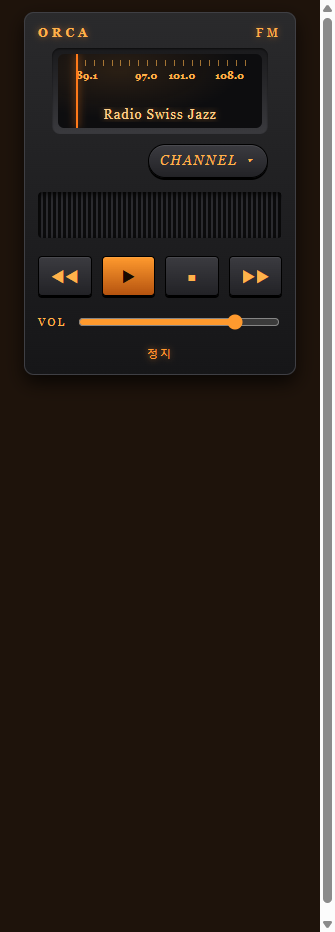 ORCA FM
89.1 97.0 101.0 108.0
Radio Swiss Jazz
CHANNEL
VOL
정지